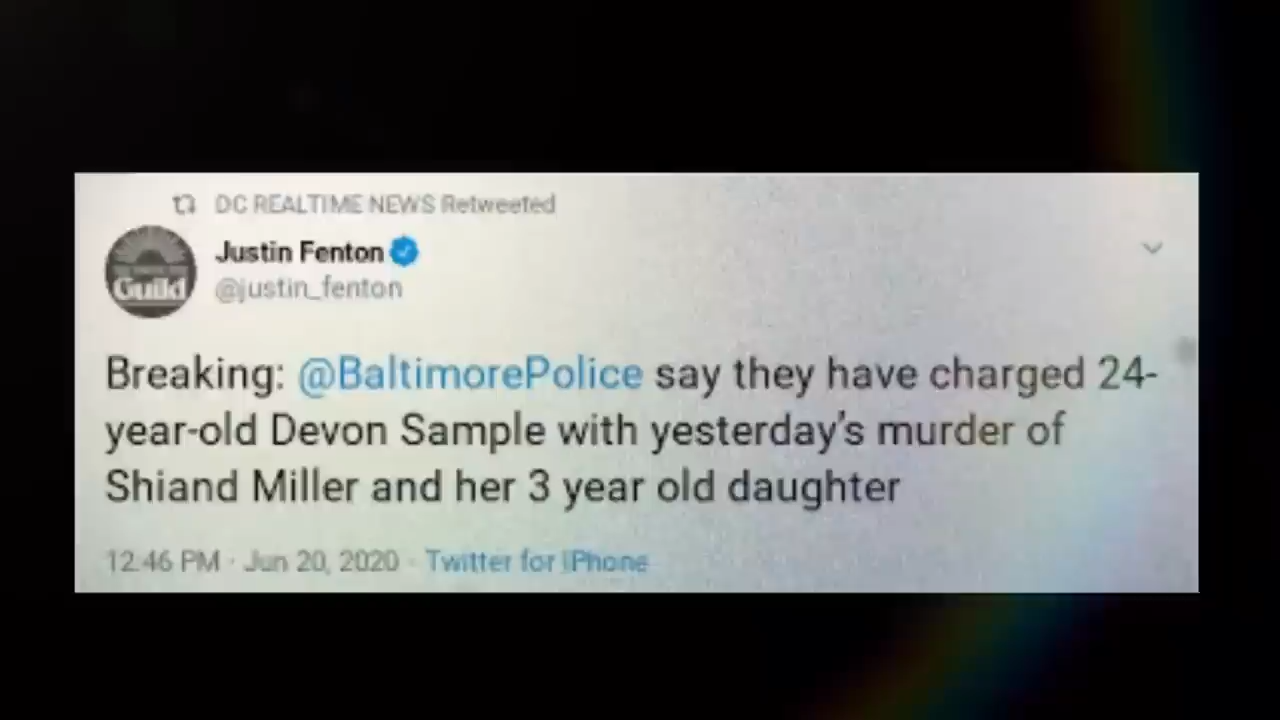 DC REALTIME NEWS Retweeted
Justin Fenton
@justin_fenton
Guild
Breaking: @BaltimorePolice say they have charged 24-
year-old Devon Sample with yesterday's murder of
Shiand Miller and her 3 year old daughter
12:46 PM · Jun 20, 2020 · Twitter for iPhone